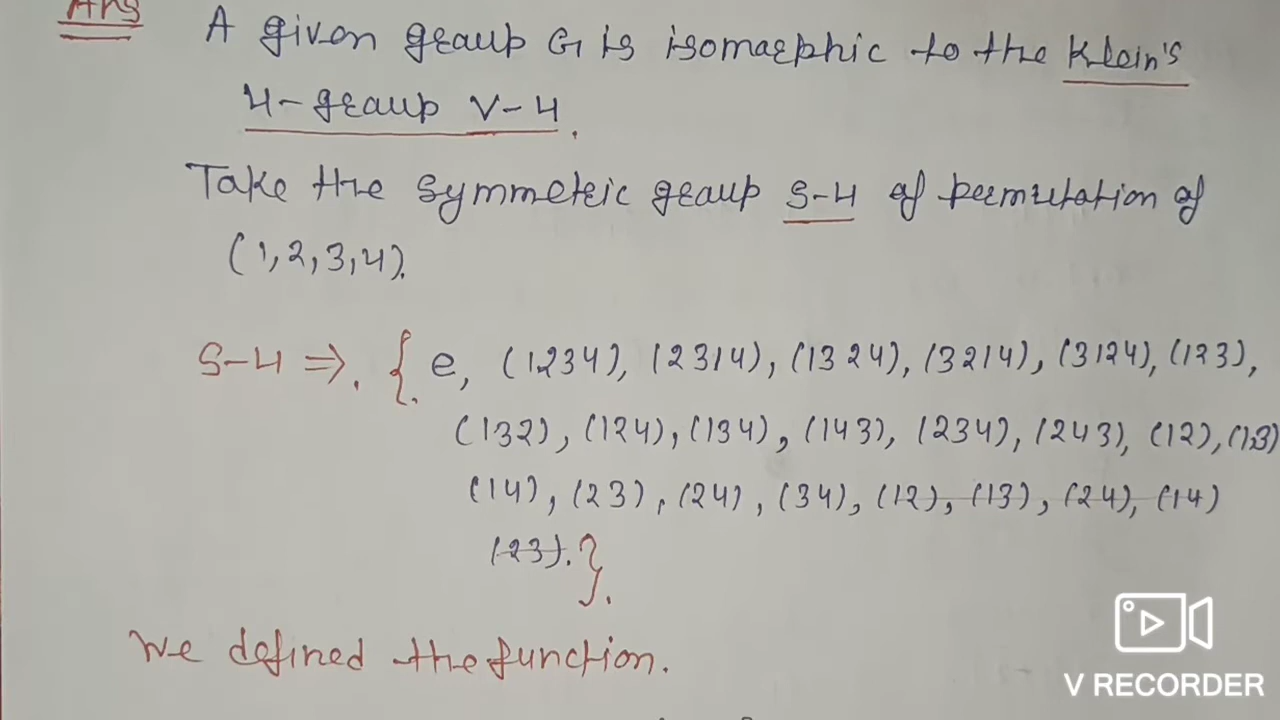 Ans
A given group G is isomorphic to the Klein's
4-group V-4.
Take the symmetric group S-4 of permutation of
(1,2,3,4).
S-4 ⇒. { e, (1234), (2314), (1324), (3214), (3124), (123),
(132), (124), (134), (143), (234), (243), (12), (13)
(14), (23), (24), (34), (12), (13), (24), (14)
(23). }.
We defined the function.
V RECORDER